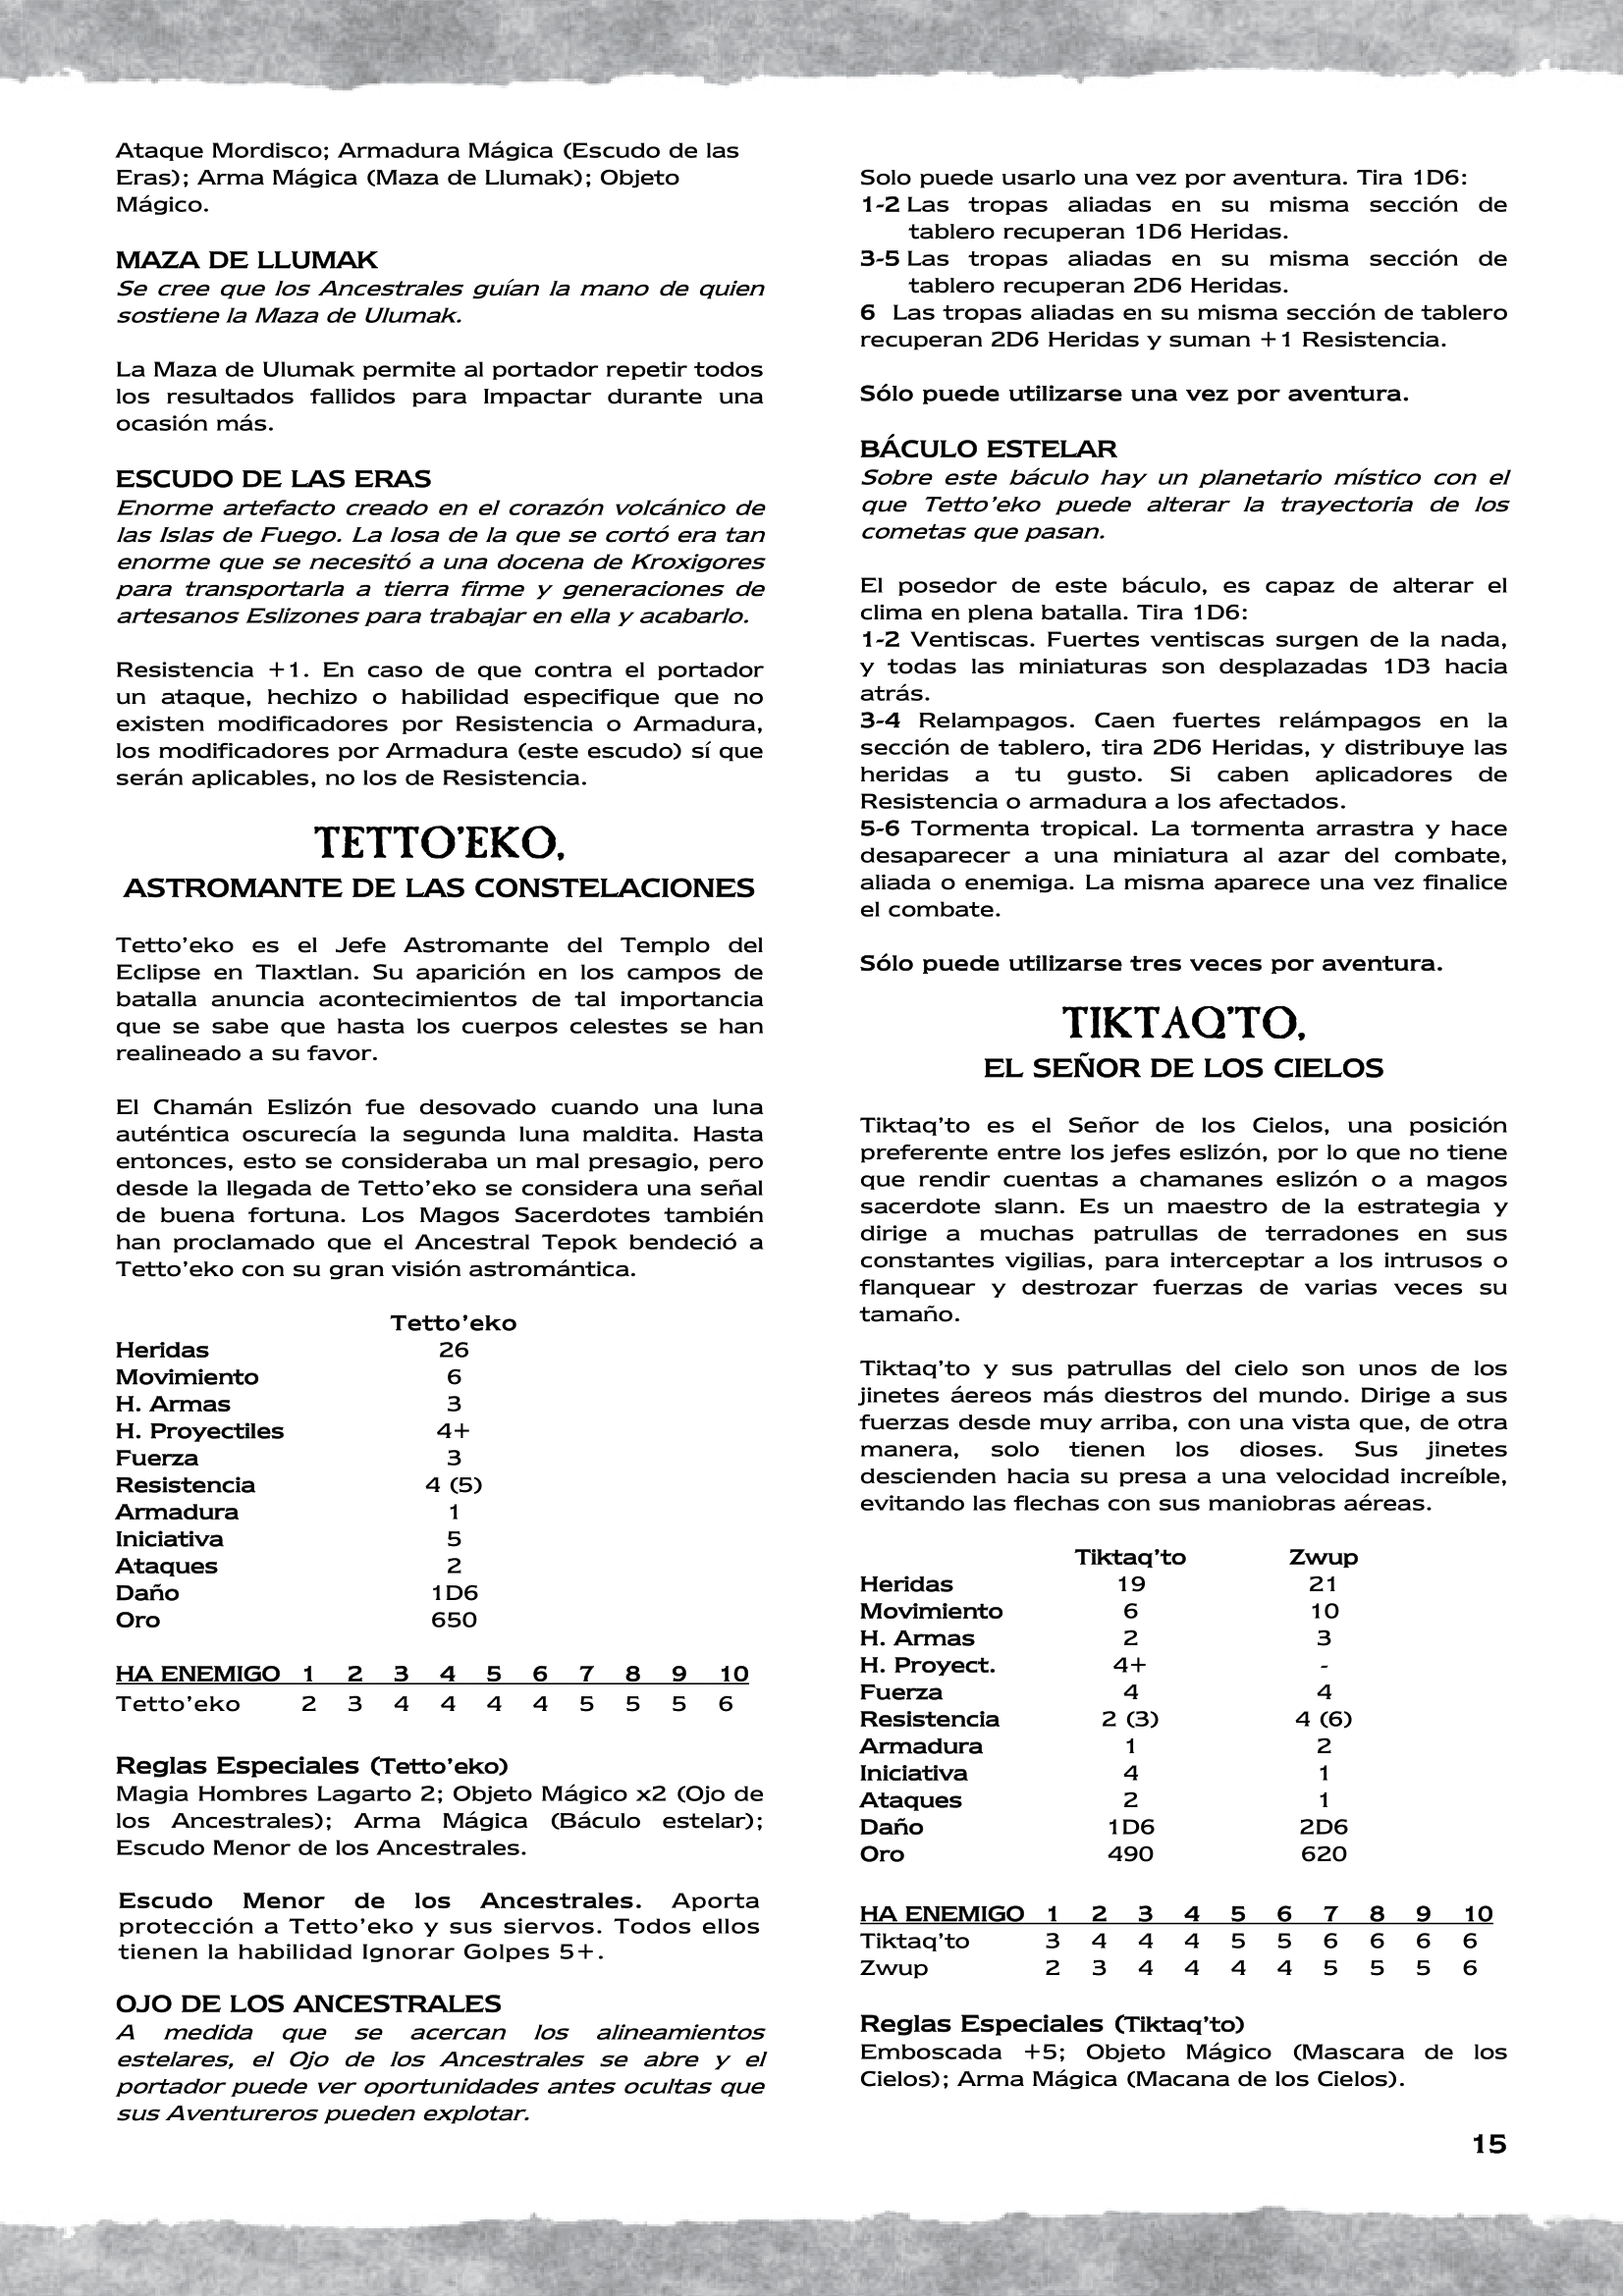 Ataque Mordisco; Armadura Mágica (Escudo de las
Eras); Arma Mágica (Maza de Llumak); Objeto
Mágico.
MAZA DE LLUMAK
Se cree que los Ancestrales guían la mano de quien
sostiene la Maza de Ulumak.
La Maza de Ulumak permite al portador repetir todos
los resultados fallidos para Impactar durante una
ocasión más.
ESCUDO DE LAS ERAS
Enorme artefacto creado en el corazón volcánico de
las Islas de Fuego. La losa de la que se cortó era tan
enorme que se necesitó a una docena de Kroxigores
para transportarla a tierra firme y generaciones de
artesanos Eslizones para trabajar en ella y acabarlo.
Resistencia +1. En caso de que contra el portador
un ataque, hechizo o habilidad especifique que no
existen modificadores por Resistencia o Armadura,
los modificadores por Armadura (este escudo) sí que
serán aplicables, no los de Resistencia.
TETTO'EKO,
ASTROMANTE DE LAS CONSTELACIONES
Tetto'eko es el Jefe Astromante del Templo del
Eclipse en Tlaxtlan. Su aparición en los campos de
batalla anuncia acontecimientos de tal importancia
que se sabe que hasta los cuerpos celestes se han
realineado a su favor.
El Chamán Eslizón fue desovado cuando una luna
auténtica oscurecía la segunda luna maldita. Hasta
entonces, esto se consideraba un mal presagio, pero
desde la llegada de Tetto'eko se considera una señal
de buena fortuna. Los Magos Sacerdotes también
han proclamado que el Ancestral Tepok bendeció a
Tetto'eko con su gran visión astromántica.
Tetto'eko
Heridas 26
Movimiento 6
H. Armas 3
H. Proyectiles 4+
Fuerza 3
Resistencia 4 (5)
Armadura 1
Iniciativa 5
Ataques 2
Daño 1D6
Oro 650
HA ENEMIGO 1 2 3 4 5 6 7 8 9 10
Tetto'eko 2 3 4 4 4 4 5 5 5 6
Reglas Especiales (Tetto'eko)
Magia Hombres Lagarto 2; Objeto Mágico x2 (Ojo de
los Ancestrales); Arma Mágica (Báculo estelar);
Escudo Menor de los Ancestrales.
Escudo Menor de los Ancestrales. Aporta
protección a Tetto'eko y sus siervos. Todos ellos
tienen la habilidad Ignorar Golpes 5+.
OJO DE LOS ANCESTRALES
A medida que se acercan los alineamientos
estelares, el Ojo de los Ancestrales se abre y el
portador puede ver oportunidades antes ocultas que
sus Aventureros pueden explotar.
Solo puede usarlo una vez por aventura. Tira 1D6:
1-2 Las tropas aliadas en su misma sección de
tablero recuperan 1D6 Heridas.
3-5 Las tropas aliadas en su misma sección de
tablero recuperan 2D6 Heridas.
6 Las tropas aliadas en su misma sección de tablero
recuperan 2D6 Heridas y suman +1 Resistencia.
Sólo puede utilizarse una vez por aventura.
BÁCULO ESTELAR
Sobre este báculo hay un planetario místico con el
que Tetto'eko puede alterar la trayectoria de los
cometas que pasan.
El posedor de este báculo, es capaz de alterar el
clima en plena batalla. Tira 1D6:
1-2 Ventiscas. Fuertes ventiscas surgen de la nada,
y todas las miniaturas son desplazadas 1D3 hacia
atrás.
3-4 Relampagos. Caen fuertes relámpagos en la
sección de tablero, tira 2D6 Heridas, y distribuye las
heridas a tu gusto. Si caben aplicadores de
Resistencia o armadura a los afectados.
5-6 Tormenta tropical. La tormenta arrastra y hace
desaparecer a una miniatura al azar del combate,
aliada o enemiga. La misma aparece una vez finalice
el combate.
Sólo puede utilizarse tres veces por aventura.
TIKTAQ'TO,
EL SEÑOR DE LOS CIELOS
Tiktaq'to es el Señor de los Cielos, una posición
preferente entre los jefes eslizón, por lo que no tiene
que rendir cuentas a chamanes eslizón o a magos
sacerdote slann. Es un maestro de la estrategia y
dirige a muchas patrullas de terradones en sus
constantes vigilias, para interceptar a los intrusos o
flanquear y destrozar fuerzas de varias veces su
tamaño.
Tiktaq'to y sus patrullas del cielo son unos de los
jinetes áereos más diestros del mundo. Dirige a sus
fuerzas desde muy arriba, con una vista que, de otra
manera, solo tienen los dioses. Sus jinetes
descienden hacia su presa a una velocidad increíble,
evitando las flechas con sus maniobras aéreas.
Tiktaq'to Zwup
Heridas 19 21
Movimiento 6 10
H. Armas 2 3
H. Proyect. 4+ -
Fuerza 4 4
Resistencia 2 (3) 4 (6)
Armadura 1 2
Iniciativa 4 1
Ataques 2 1
Daño 1D6 2D6
Oro 490 620
HA ENEMIGO 1 2 3 4 5 6 7 8 9 10
Tiktaq'to 3 4 4 4 5 5 6 6 6 6
Zwup 2 3 4 4 4 4 5 5 5 6
Reglas Especiales (Tiktaq'to)
Emboscada +5; Objeto Mágico (Mascara de los
Cielos); Arma Mágica (Macana de los Cielos).
15